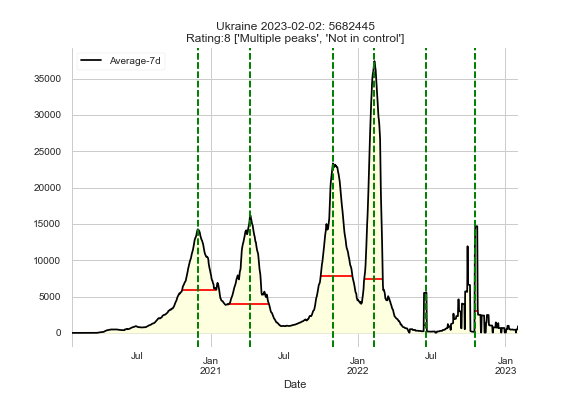 Ukraine 2023-02-02: 5682445
Rating:8 ['Multiple peaks', 'Not in control']
Average-7d
35000
30000
25000
20000
15000
10000
5000
0
Jul
Jan
2021
Jul
Jan
2022
Jul
Jan
2023
Date